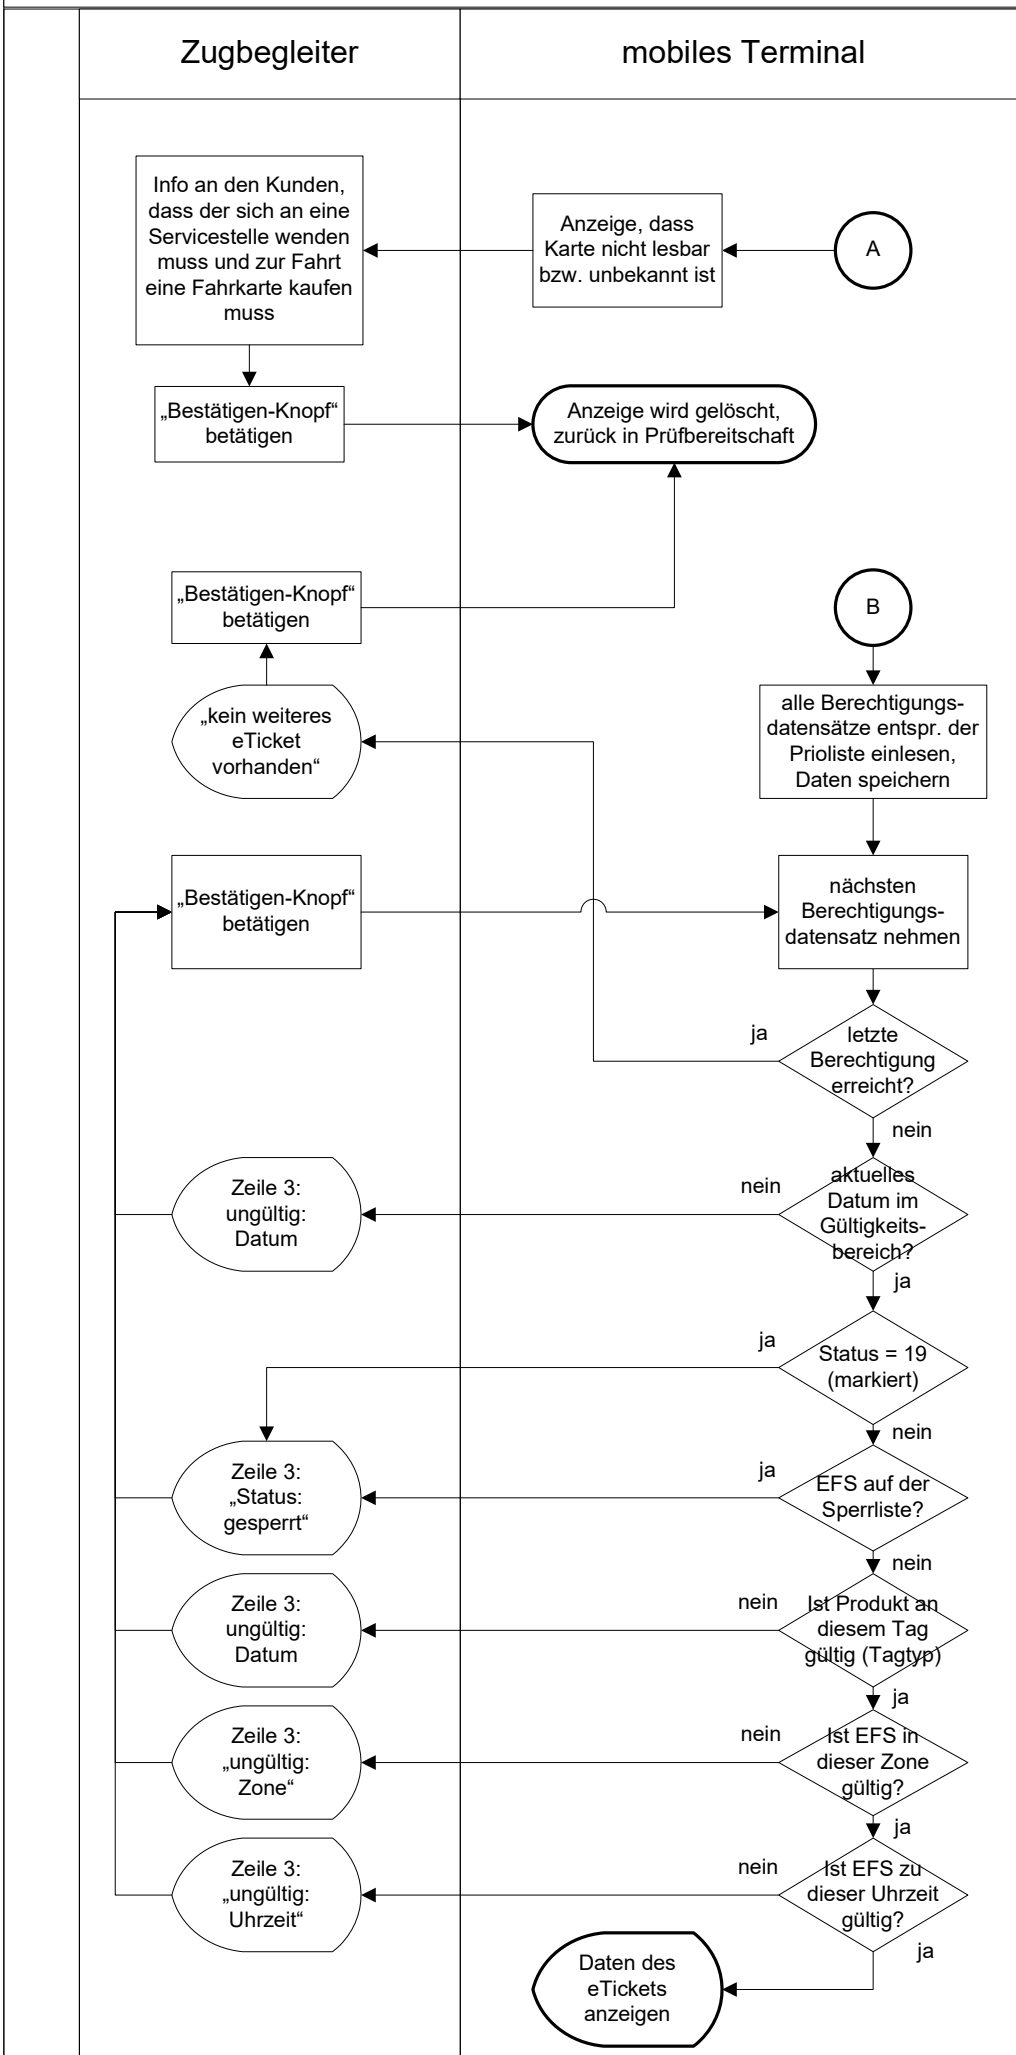 Zugbegleiter
mobiles Terminal
Info an den Kunden,
dass der sich an eine
Servicestelle wenden
muss und zur Fahrt
eine Fahrkarte kaufen
muss
Anzeige, dass
Karte nicht lesbar
bzw. unbekannt ist
A
„Bestätigen-Knopf“
betätigen
Anzeige wird gelöscht,
zurück in Prüfbereitschaft
„Bestätigen-Knopf“
betätigen
B
„kein weiteres
eTicket
vorhanden“
alle Berechtigungs-
datensätze entspr. der
Prioliste einlesen,
Daten speichern
„Bestätigen-Knopf“
betätigen
nächsten
Berechtigungs-
datensatz nehmen
ja
letzte
Berechtigung
erreicht?
nein
Zeile 3:
ungültig:
Datum
nein
aktuelles
Datum im
Gültigkeits-
bereich?
ja
ja
Status = 19
(markiert)
nein
Zeile 3:
„Status:
gesperrt“
ja
EFS auf der
Sperrliste?
nein
Zeile 3:
ungültig:
Datum
nein
Ist Produkt an
diesem Tag
gültig (Tagtyp)
ja
Zeile 3:
„ungültig:
Zone“
nein
Ist EFS in
dieser Zone
gültig?
ja
Zeile 3:
„ungültig:
Uhrzeit“
nein
Ist EFS zu
dieser Uhrzeit
gültig?
ja
Daten des
eTickets
anzeigen